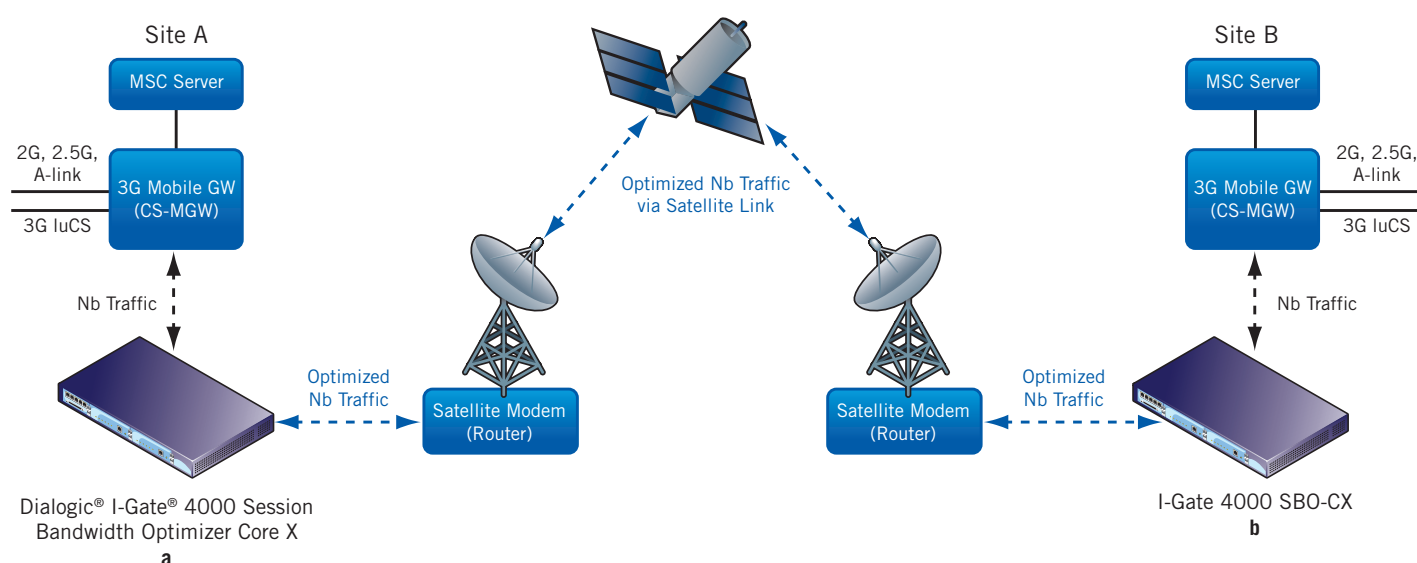 Site A
MSC Server
2G, 2.5G,
A-link
3G IuCS
3G Mobile GW
(CS-MGW)
Nb Traffic
Dialogic® I-Gate® 4000 Session
Bandwidth Optimizer Core X
a
Optimized
Nb Traffic
Satellite Modem
(Router)
Optimized Nb Traffic
via Satellite Link
Satellite Modem
(Router)
Optimized
Nb Traffic
Site B
MSC Server
3G Mobile GW
(CS-MGW)
2G, 2.5G,
A-link
3G IuCS
Nb Traffic
I-Gate 4000 SBO-CX
b